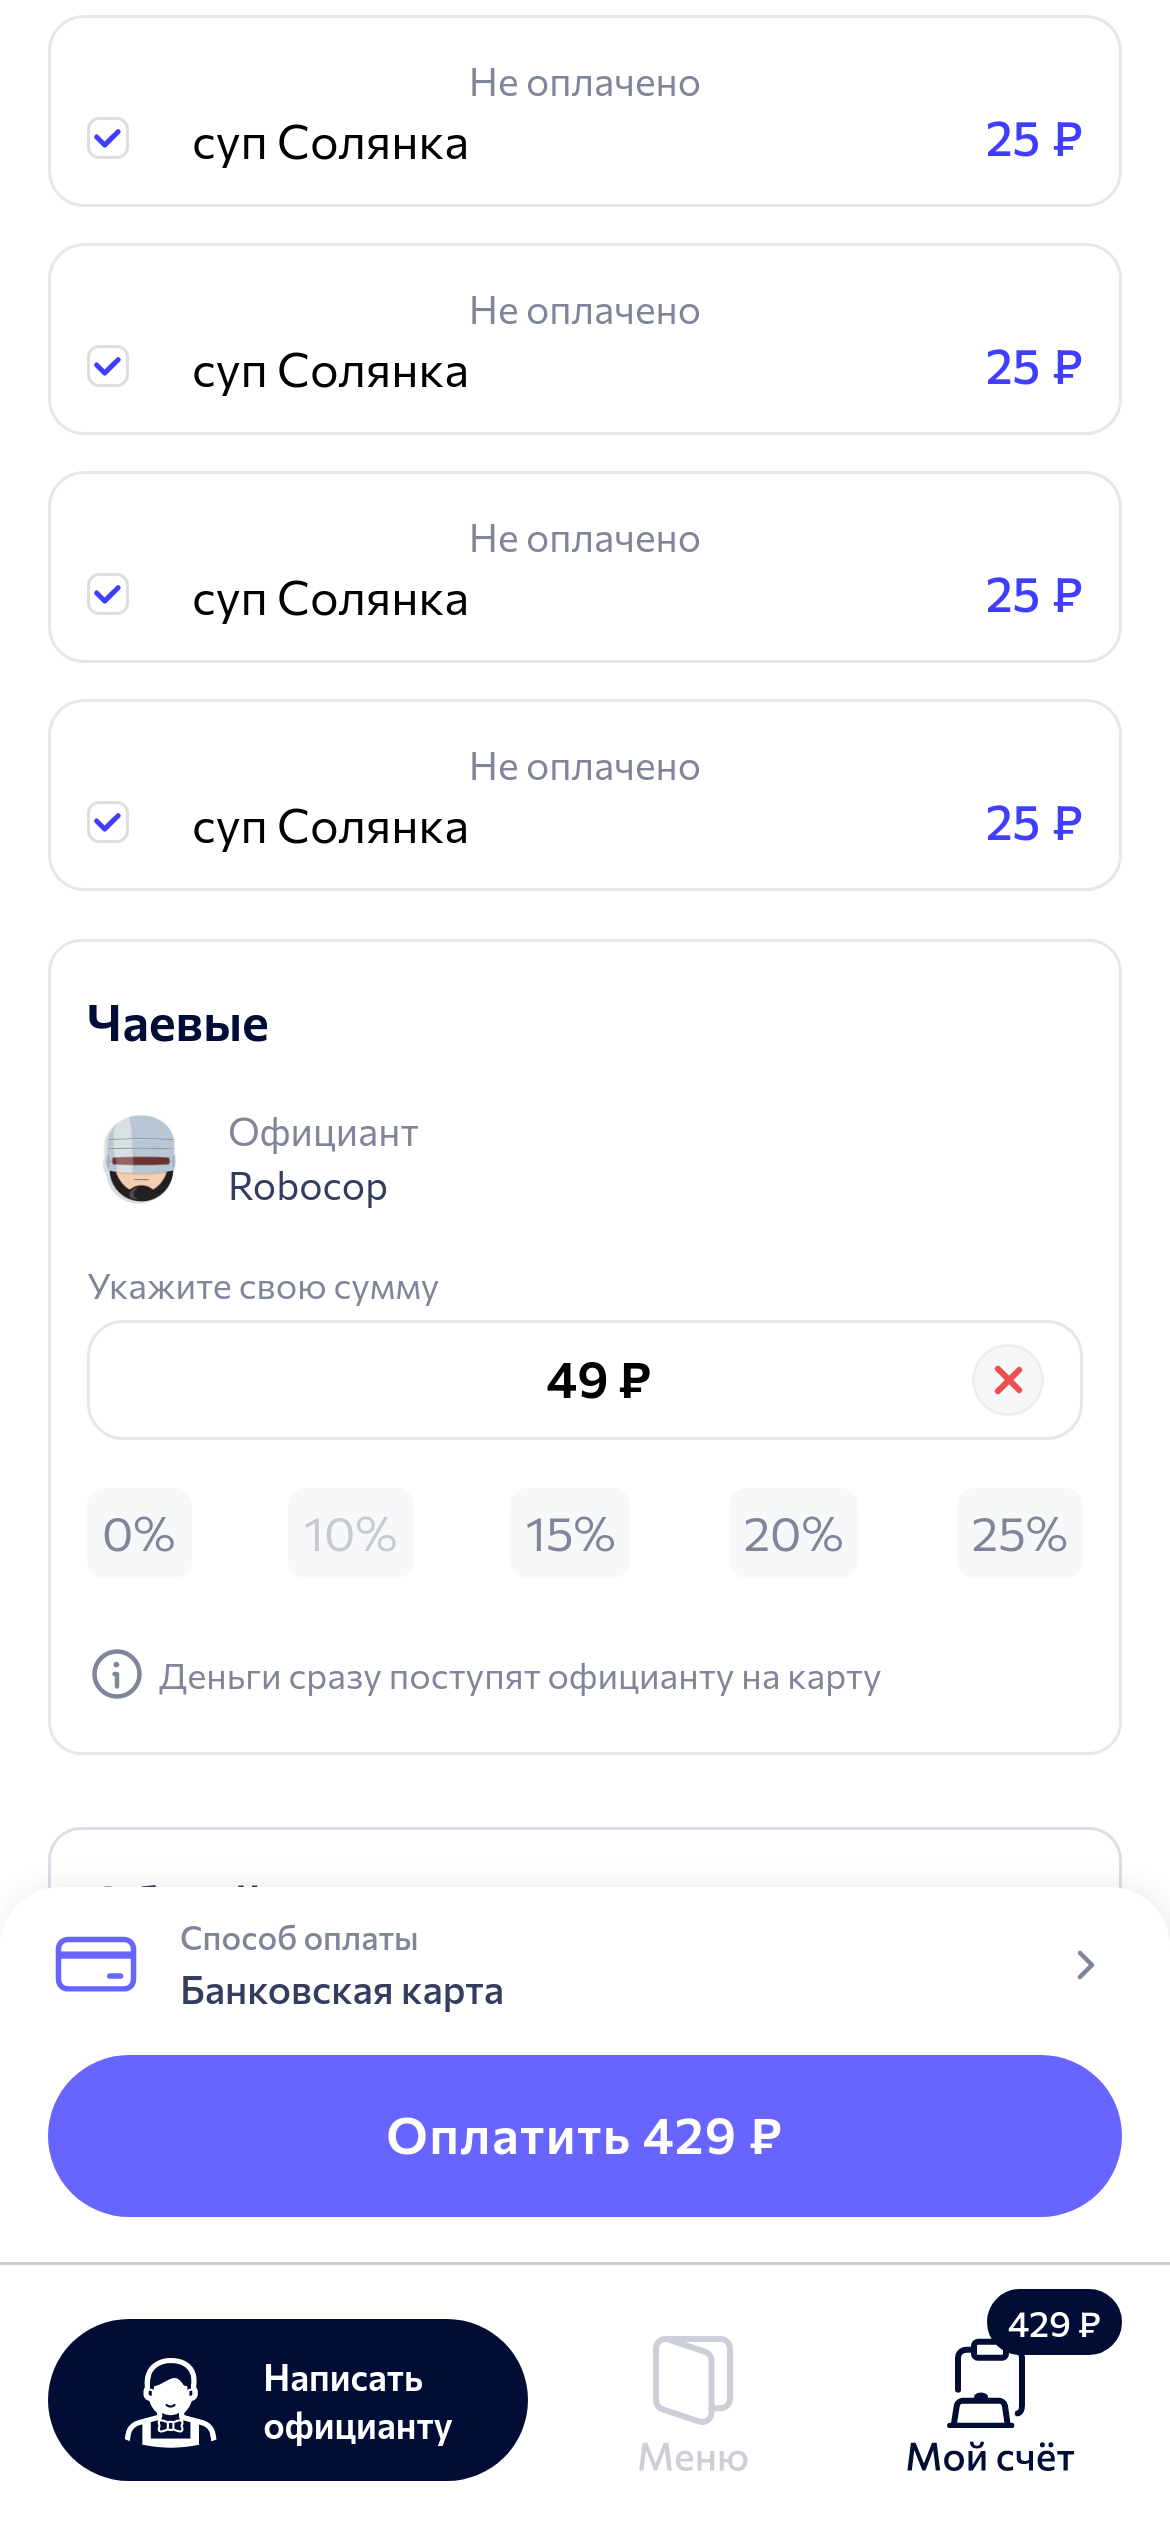 Не оплачено
суп Солянка 25 ₽
Не оплачено
суп Солянка 25 ₽
Не оплачено
суп Солянка 25 ₽
Не оплачено
суп Солянка 25 ₽
Чаевые
Официант
Robocop
Укажите свою сумму
49 ₽
0% 10% 15% 20% 25%
Деньги сразу поступят официанту на карту
Способ оплаты
Банковская карта
Оплатить 429 ₽
429 ₽
Написать
официанту
Меню
Мой счёт